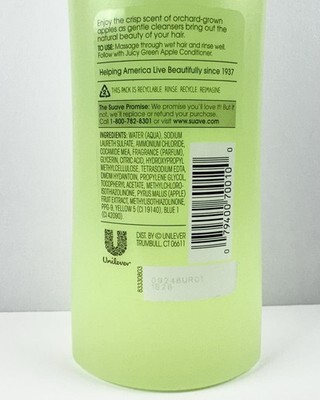 Enjoy the crisp scent of orchard-grown
apples as gentle cleansers bring out the
natural beauty of your hair.
TO USE: Massage through wet hair and rinse well.
Follow with Juicy Green Apple Conditioner.
Helping America Live Beautifully since 1937
THIS PACK IS RECYCLABLE. RINSE. RECYCLE. REIMAGINE.
The Suave Promise: We promise you'll love it! But if
not, we'll replace or refund your purchase.
Call 1-800-782-8301 or visit www.suave.com
INGREDIENTS: WATER (AQUA), SODIUM
LAURETH SULFATE, AMMONIUM CHLORIDE,
COCAMIDE MEA, FRAGRANCE (PARFUM),
GLYCERIN, CITRIC ACID, HYDROXYPROPYL
METHYLCELLULOSE, TETRASODIUM EDTA,
DMDM HYDANTOIN, PROPYLENE GLYCOL,
TOCOPHERYL ACETATE, METHYLCHLORO-
ISOTHIAZOLINONE, PYRUS MALUS (APPLE)
FRUIT EXTRACT, METHYLISOTHIAZOLINONE,
PPG-9, YELLOW 5 (CI 19140), BLUE 1
(CI 42090)
0 79400 70010 0
Unilever
DIST. BY (C) UNILEVER
TRUMBULL, CT 06611
83330803